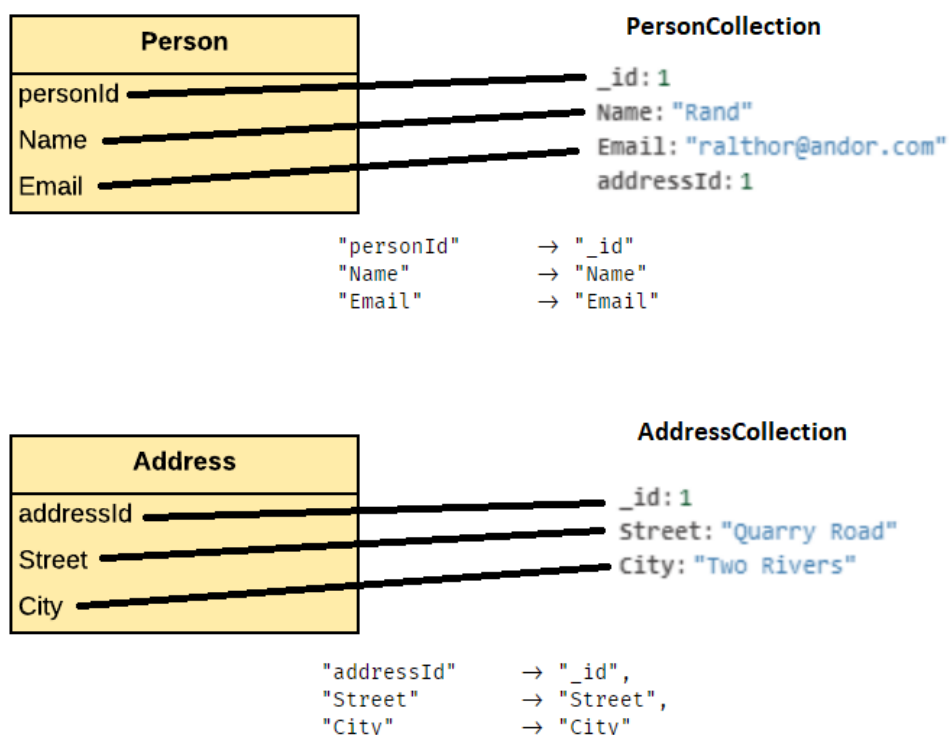 Person
personId
Name
Email
PersonCollection
_id: 1
Name: "Rand"
Email: "ralthor@andor.com"
addressId: 1
"personId" → "_id"
"Name" → "Name"
"Email" → "Email"
Address
addressId
Street
City
AddressCollection
_id: 1
Street: "Quarry Road"
City: "Two Rivers"
"addressId" → "_id",
"Street" → "Street",
"City" → "City"